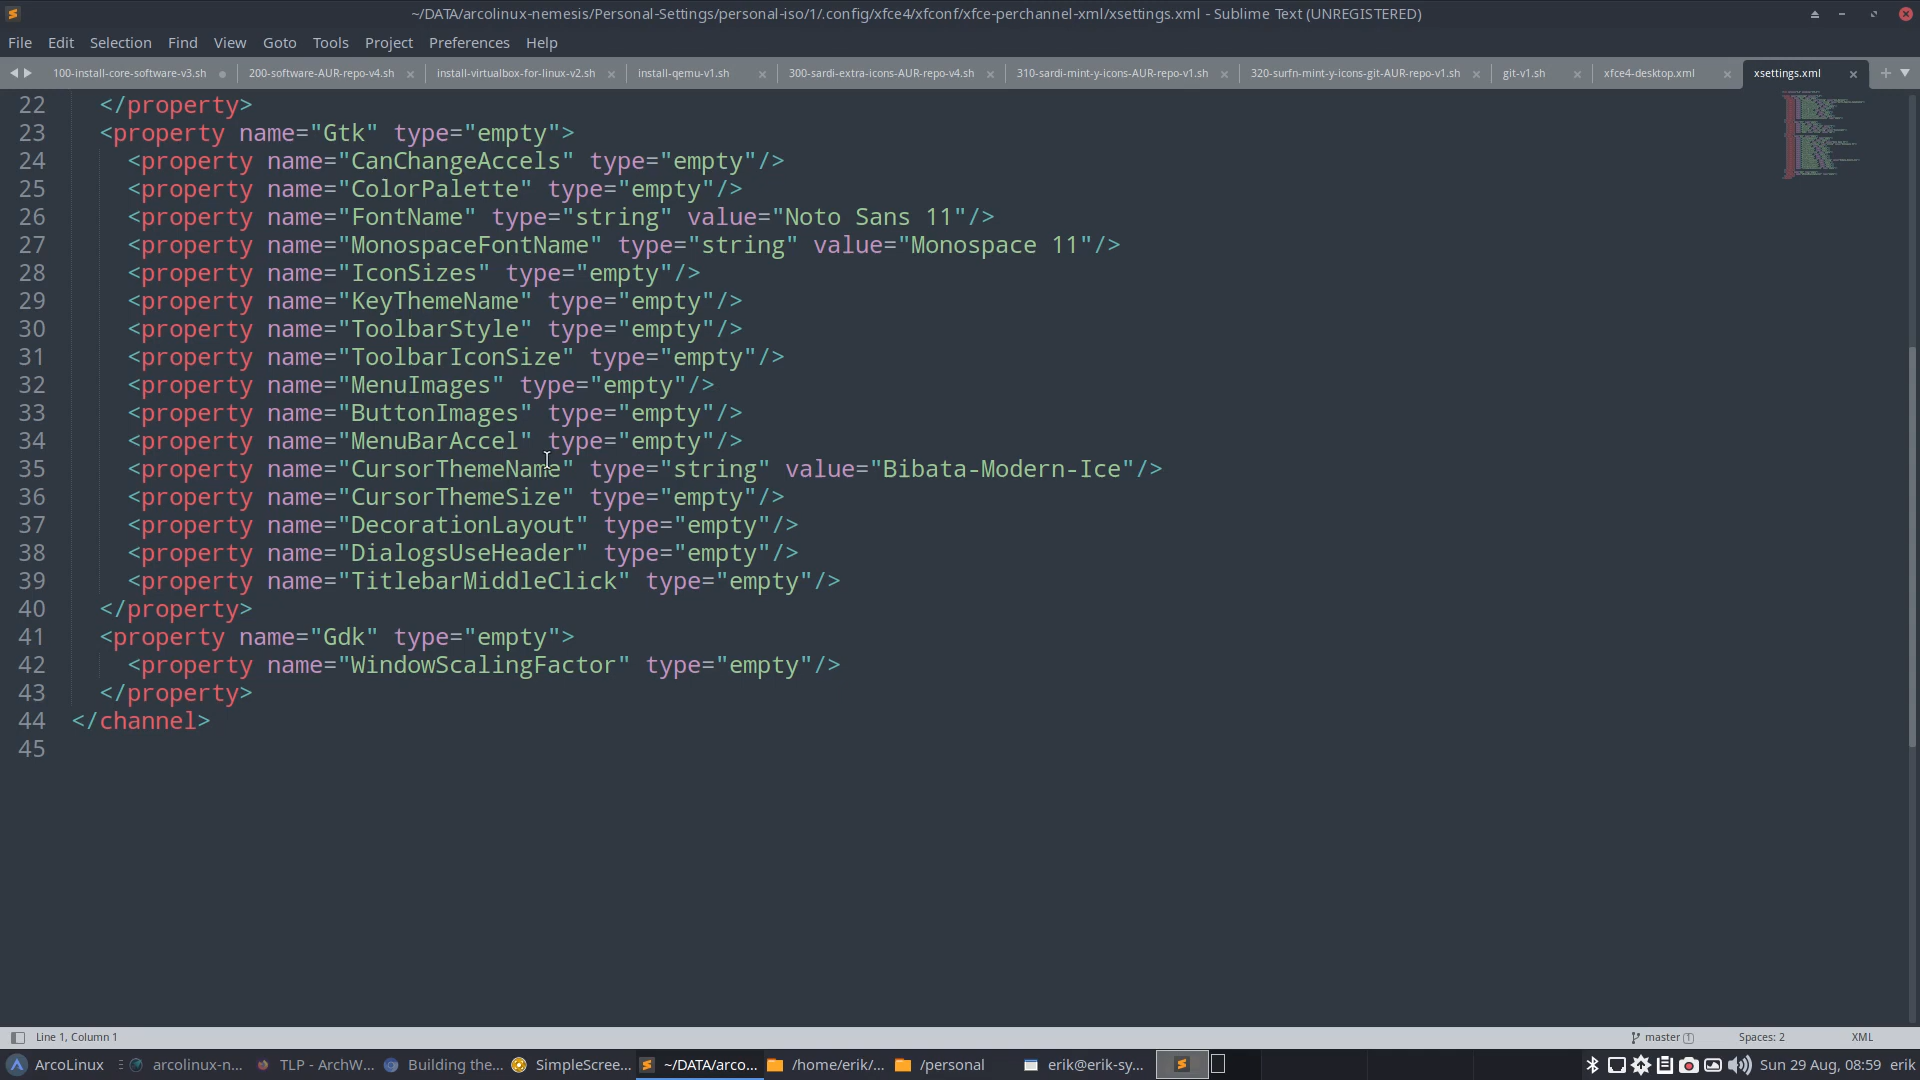 ~/DATA/arcolinux-nemesis/Personal-Settings/personal-iso/1/.config/xfce4/xfconf/xfce-perchannel-xml/xsettings.xml - Sublime Text (UNREGISTERED)
File Edit Selection Find View Goto Tools Project Preferences Help
100-install-core-software-v3.sh 200-software-AUR-repo-v4.sh install-virtualbox-for-linux-v2.sh install-qemu-v1.sh 300-sardi-extra-icons-AUR-repo-v4.sh 310-sardi-mint-y-icons-AUR-repo-v1.sh 320-surfn-mint-y-icons-git-AUR-repo-v1.sh git-v1.sh xfce4-desktop.xml xsettings.xml
22 </property>
23 <property name="Gtk" type="empty">
24 <property name="CanChangeAccels" type="empty"/>
25 <property name="ColorPalette" type="empty"/>
26 <property name="FontName" type="string" value="Noto Sans 11"/>
27 <property name="MonospaceFontName" type="string" value="Monospace 11"/>
28 <property name="IconSizes" type="empty"/>
29 <property name="KeyThemeName" type="empty"/>
30 <property name="ToolbarStyle" type="empty"/>
31 <property name="ToolbarIconSize" type="empty"/>
32 <property name="MenuImages" type="empty"/>
33 <property name="ButtonImages" type="empty"/>
34 <property name="MenuBarAccel" type="empty"/>
35 <property name="CursorThemeName" type="string" value="Bibata-Modern-Ice"/>
36 <property name="CursorThemeSize" type="empty"/>
37 <property name="DecorationLayout" type="empty"/>
38 <property name="DialogsUseHeader" type="empty"/>
39 <property name="TitlebarMiddleClick" type="empty"/>
40 </property>
41 <property name="Gdk" type="empty">
42 <property name="WindowScalingFactor" type="empty"/>
43 </property>
44 </channel>
45
Line 1, Column 1 master 1 Spaces: 2 XML
ArcoLinux arcolinux-n... TLP - ArchW... Building the... SimpleScree... ~/DATA/arco... /home/erik/... /personal erik@erik-sy... Sun 29 Aug, 08:59 erik